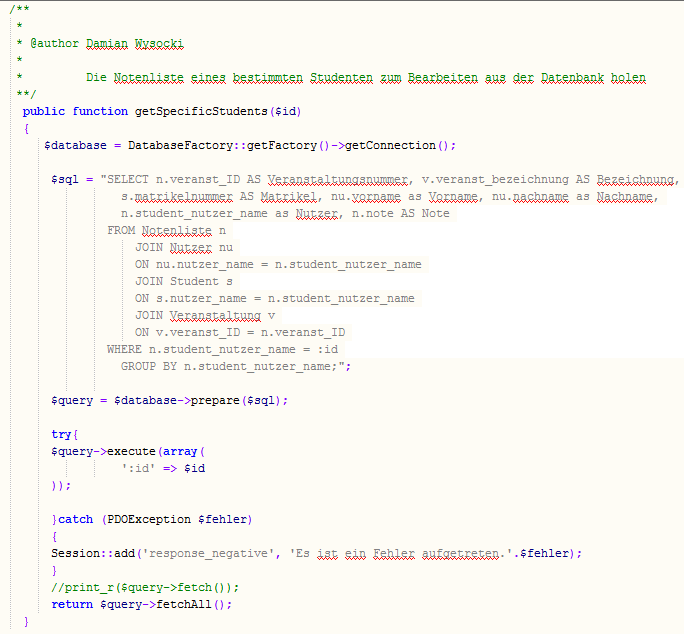 /**
 *
 * @author Damian Wysocki
 *
 *         Die Notenliste eines bestimmten Studenten zum Bearbeiten aus der Datenbank holen
 **/
  public function getSpecificStudents($id)
  {
     $database = DatabaseFactory::getFactory()->getConnection();

      $sql = "SELECT n.veranst_ID AS Veranstaltungsnummer, v.veranst_bezeichnung AS Bezeichnung,
                s.matrikelnummer AS Matrikel, nu.vorname as Vorname, nu.nachname as Nachname,
                n.student_nutzer_name as Nutzer, n.note AS Note
              FROM Notenliste n
                  JOIN Nutzer nu
                  ON nu.nutzer_name = n.student_nutzer_name
                  JOIN Student s
                  ON s.nutzer_name = n.student_nutzer_name
                  JOIN Veranstaltung v
                  ON v.veranst_ID = n.veranst_ID
              WHERE n.student_nutzer_name = :id
                GROUP BY n.student_nutzer_name;";

      $query = $database->prepare($sql);

      try{
      $query->execute(array(
                ':id' => $id
      ));

      }catch (PDOException $fehler)
      {
      Session::add('response_negative', 'Es ist ein Fehler aufgetreten.'.$fehler);
      }
      //print_r($query->fetch());
      return $query->fetchAll();
  }